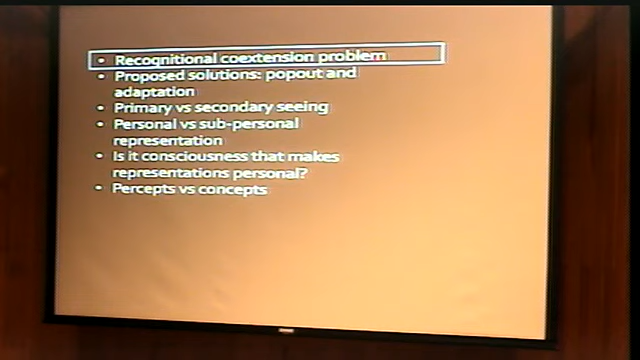 • Recognitional coextension problem
• Proposed solutions: popout and
adaptation
• Primary vs secondary seeing
• Personal vs sub-personal
representation
• Is it consciousness that makes
representations personal?
• Percepts vs concepts